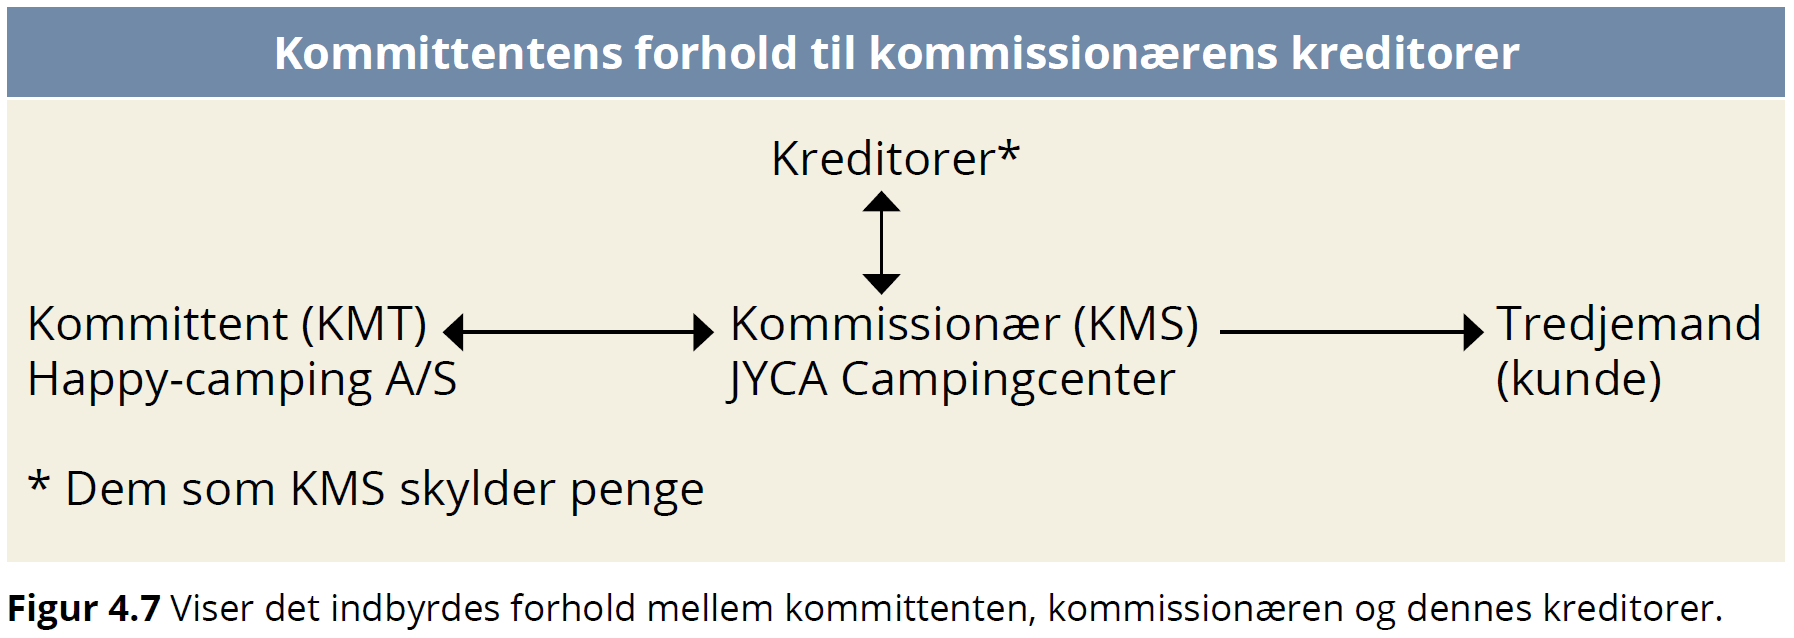 Kommittentens forhold til kommissionærens kreditorer
Kreditorer*
Kommittent (KMT)
Happy-camping A/S
Kommissionær (KMS)
JYCA Campingcenter
Tredjemand
(kunde)
* Dem som KMS skylder penge
Figur 4.7 Viser det indbyrdes forhold mellem kommittenten, kommissionæren og dennes kreditorer.